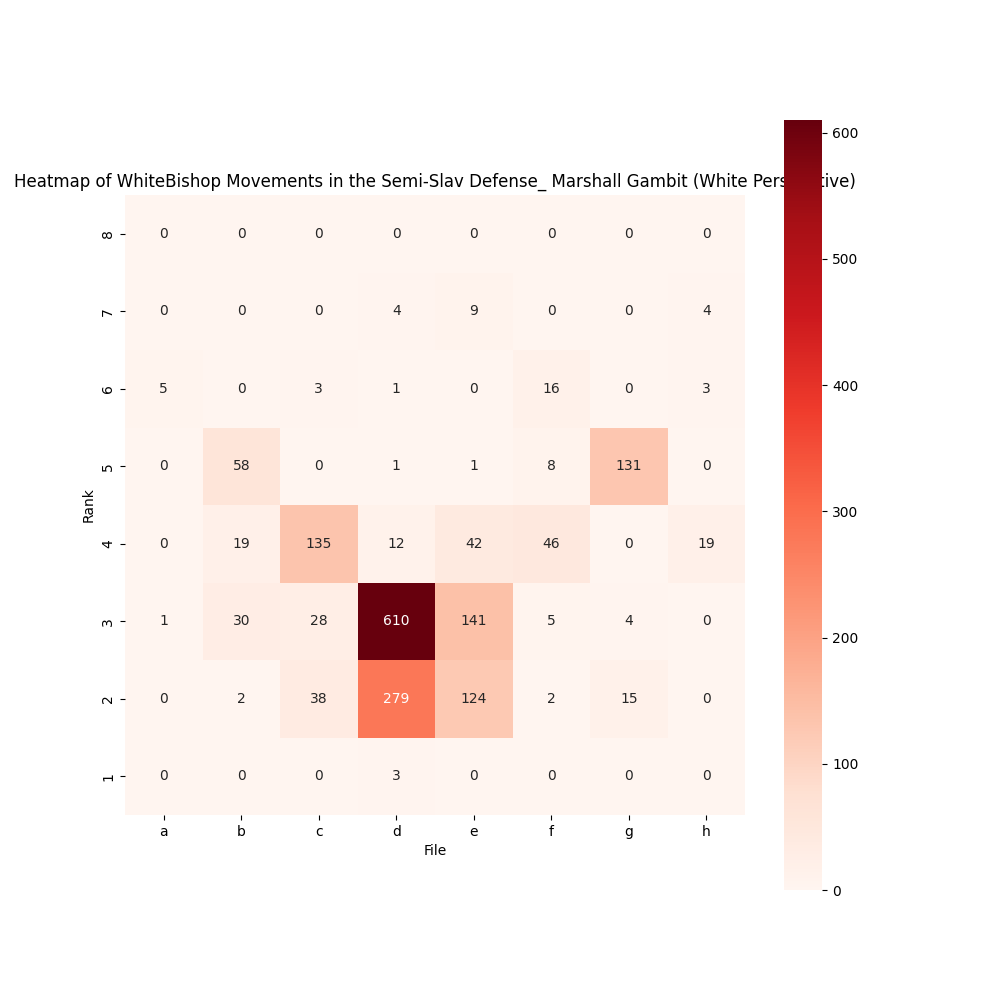 Heatmap of WhiteBishop Movements in the Semi-Slav Defense_ Marshall Gambit (White Perspective)
8 0 0 0 0 0 0 0 0
7 0 0 0 4 9 0 0 4
6 5 0 3 1 0 16 0 3
5 0 58 0 1 1 8 131 0
Rank
4 0 19 135 12 42 46 0 19
3 1 30 28 610 141 5 4 0
2 0 2 38 279 124 2 15 0
1 0 0 0 3 0 0 0 0
a b c d e f g h
File
600
500
400
300
200
100
0